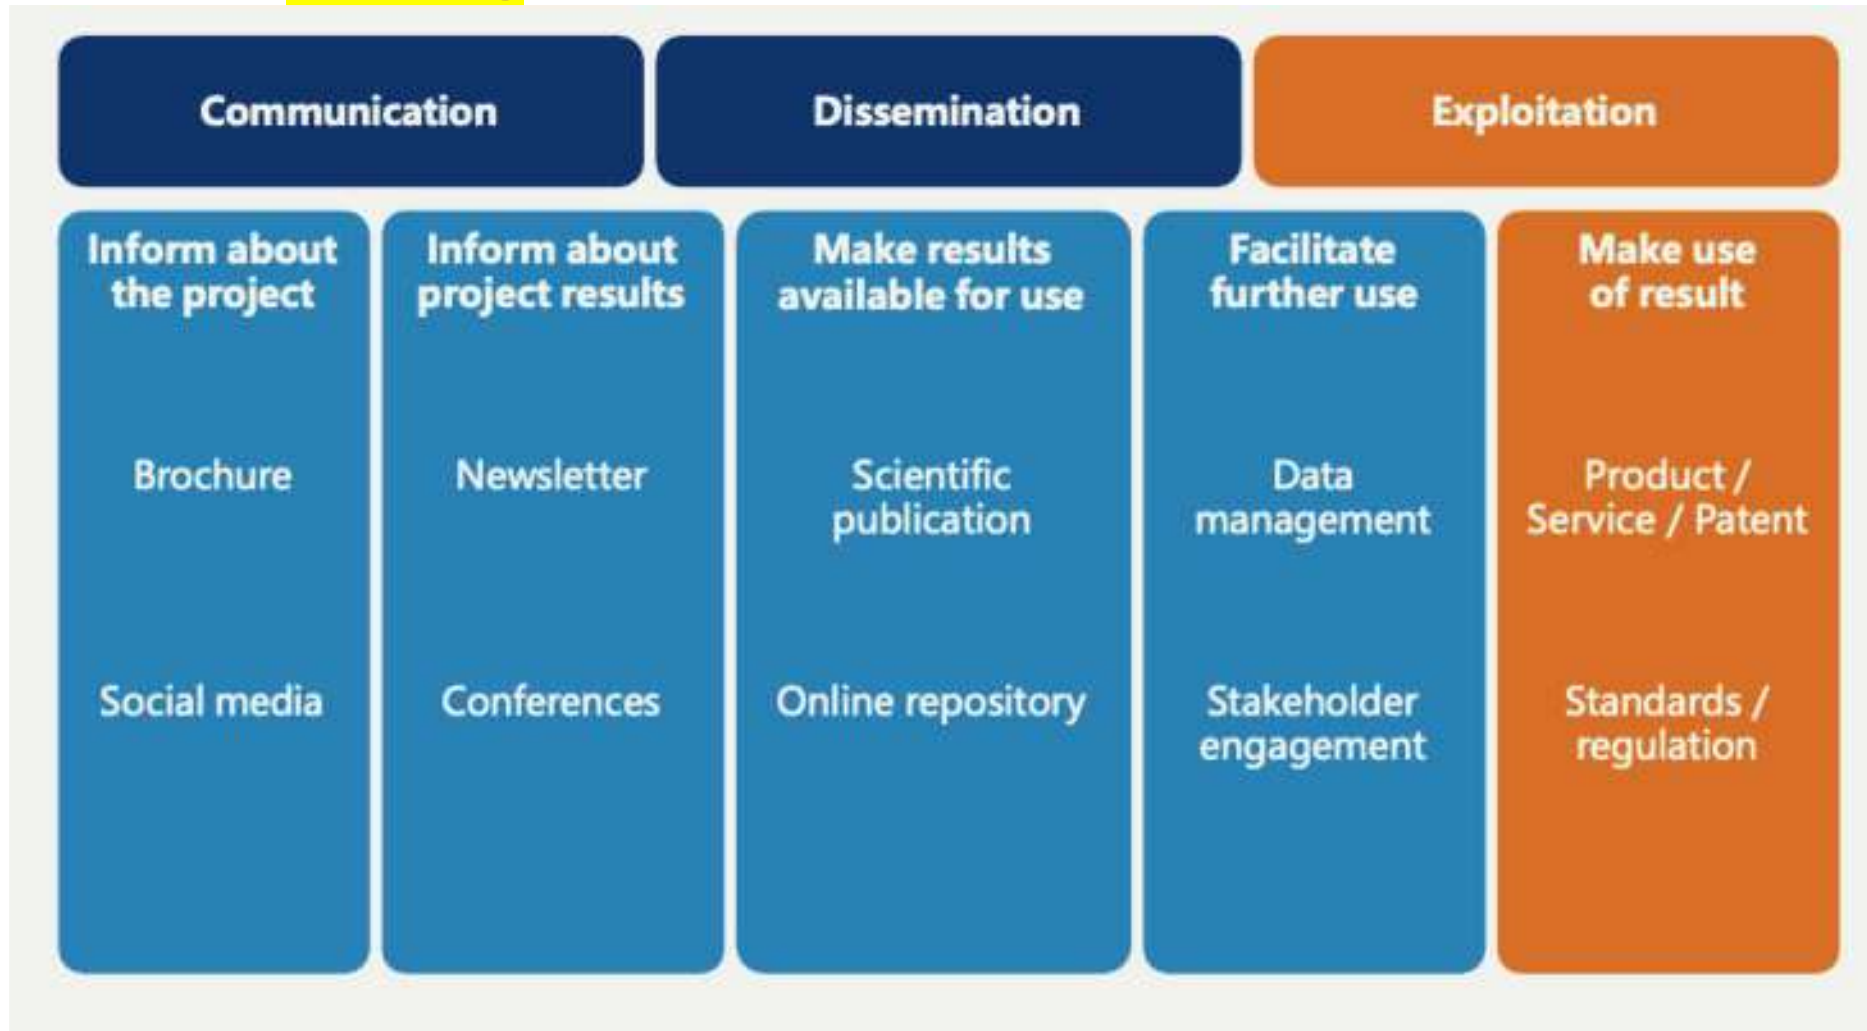 Communication
Dissemination
Exploitation
Inform about
the project
Brochure
Social media
Inform about
project results
Newsletter
Conferences
Make results
available for use
Scientific
publication
Online repository
Facilitate
further use
Data
management
Stakeholder
engagement
Make use
of result
Product /
Service / Patent
Standards /
regulation